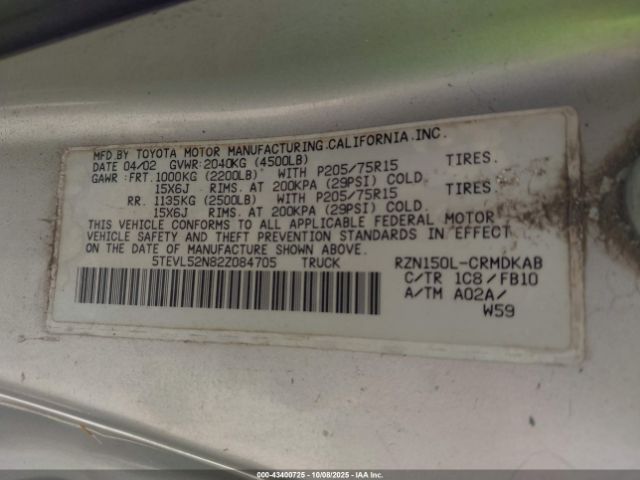 MFD.BY TOYOTA MOTOR MANUFACTURING.CALIFORNIA.INC.
DATE 04/02 GVWR:2040KG (4500LB)
GAWR:FRT.1000KG (2200LB) WITH P205/75R15 TIRES.
15X6J RIMS. AT 200KPA (29PSI) COLD.
RR. 1135KG (2500LB) WITH P205/75R15 TIRES.
15X6J RIMS. AT 200KPA (29PSI) COLD.
THIS VEHICLE CONFORMS TO ALL APPLICABLE FEDERAL MOTOR
VEHICLE SAFETY AND THEFT PREVENTION STANDARDS IN EFFECT
ON THE DATE OF MANUFACTURE SHOWN ABOVE.
5TEVL52N82Z084705 TRUCK RZN150L-CRMDKAB
C/TR 1C8/FB10
A/TM A02A/
W59
000-43400725 - 10/08/2025 - IAA Inc.